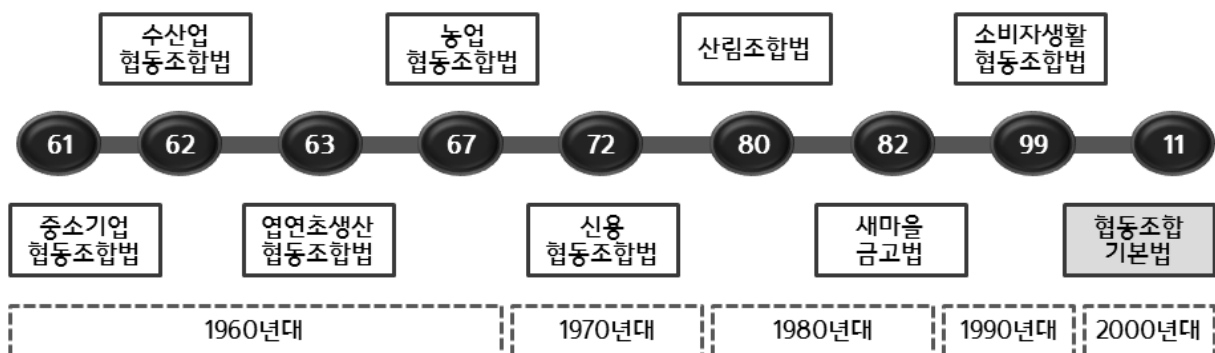 수산업
협동조합법
농업
협동조합법
산림조합법
소비자생활
협동조합법
61
62
63
67
72
80
82
99
11
중소기업
협동조합법
엽연초생산
협동조합법
신용
협동조합법
새마을
금고법
협동조합
기본법
1960년대
1970년대
1980년대
1990년대
2000년대